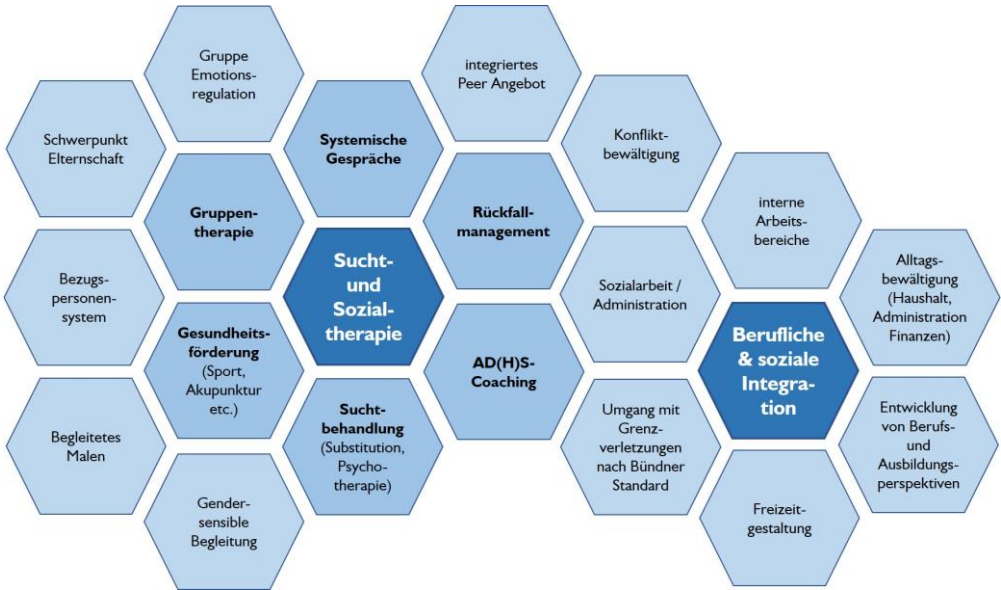 Gruppe
Emotions-
regulation
integriertes
Peer Angebot
Schwerpunkt
Elternschaft
Systemische
Gespräche
Konflikt-
bewältigung
Gruppen-
therapie
Rückfall-
management
interne
Arbeits-
bereiche
Bezugs-
personen-
system
Sucht-
und
Sozial-
therapie
Sozialarbeit /
Administration
Alltags-
bewältigung
(Haushalt,
Administration
Finanzen)
Gesundheits-
förderung
(Sport,
Akupunktur
etc.)
AD(H)S-
Coaching
Berufliche
& soziale
Integra-
tion
Begleitetes
Malen
Sucht-
behandlung
(Substitution,
Psycho-
therapie)
Umgang mit
Grenz-
verletzungen
nach Bündner
Standard
Entwicklung
von Berufs-
und
Ausbildungs-
perspektiven
Gender-
sensible
Begleitung
Freizeit-
gestaltung